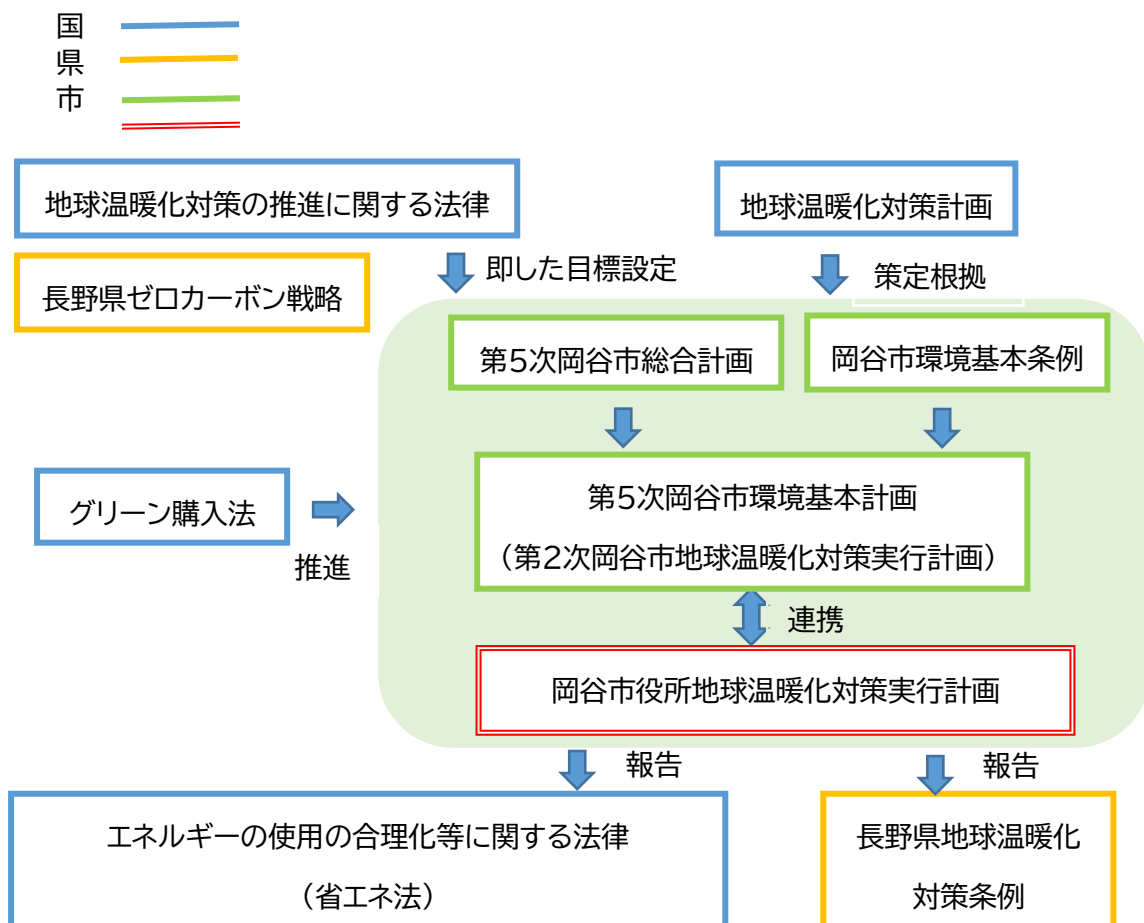 国
県
市
地球温暖化対策の推進に関する法律
地球温暖化対策計画
即した目標設定
策定根拠
長野県ゼロカーボン戦略
第5次岡谷市総合計画
岡谷市環境基本条例
グリーン購入法
推進
第5次岡谷市環境基本計画
（第2次岡谷市地球温暖化対策実行計画）
連携
岡谷市役所地球温暖化対策実行計画
報告
報告
エネルギーの使用の合理化等に関する法律
（省エネ法）
長野県地球温暖化
対策条例